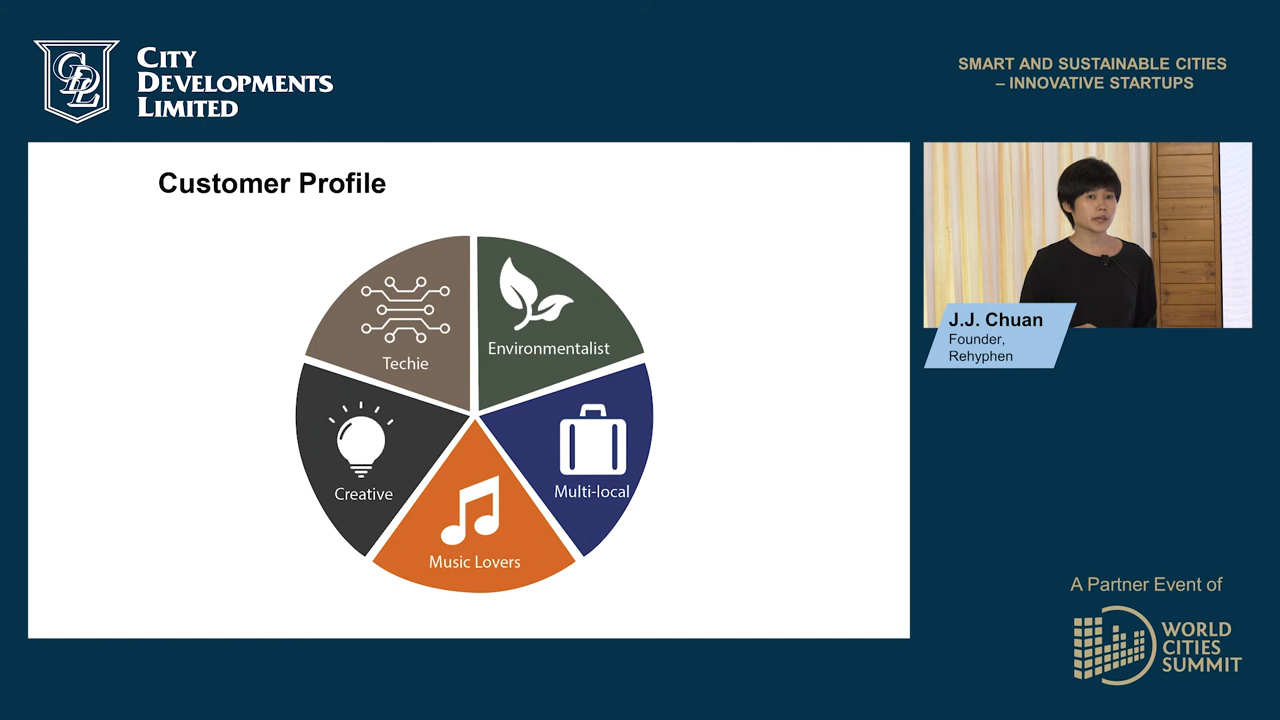 CDL
CITY
DEVELOPMENTS
LIMITED
SMART AND SUSTAINABLE CITIES
– INNOVATIVE STARTUPS
Customer Profile
Techie
Environmentalist
Creative
Multi-local
Music Lovers
J.J. Chuan
Founder,
Rehyphen
A Partner Event of
WORLD
CITIES
SUMMIT